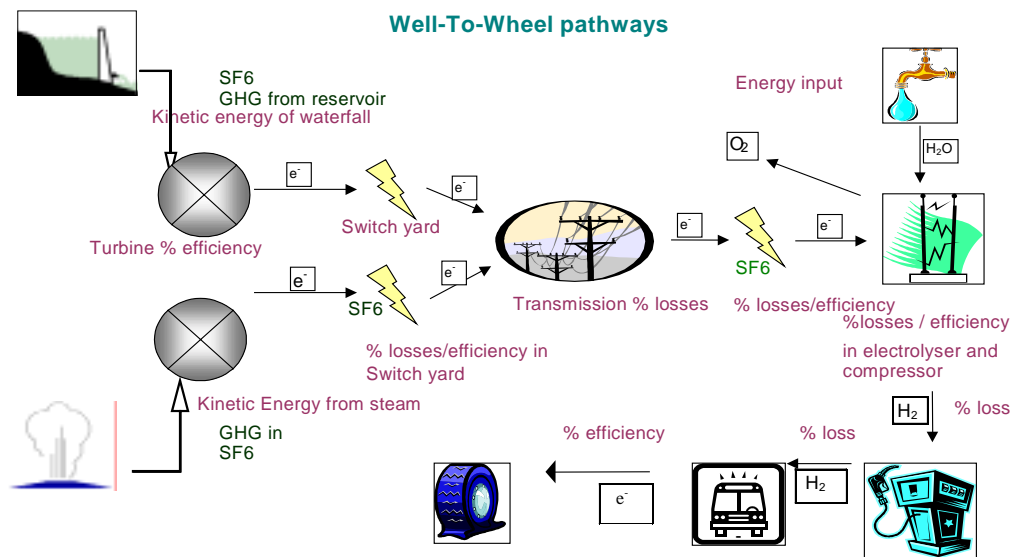 Well-To-Wheel pathways
SF6
GHG from reservoir
Kinetic energy of waterfall
Energy input
O₂
H₂O
e⁻
e⁻
Turbine % efficiency
Switch yard
e⁻
e⁻
SF6
e⁻
e⁻
SF6
Transmission % losses
% losses/efficiency
% losses/efficiency in
Switch yard
%losses / efficiency
in electrolyser and
compressor
Kinetic Energy from steam
GHG in
SF6
H₂
% loss
% efficiency
% loss
e⁻
H₂